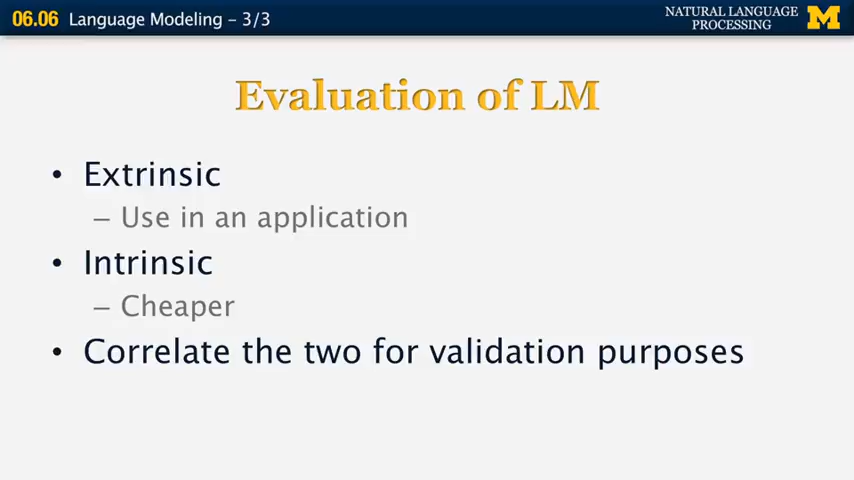 06.06 Language Modeling – 3/3
NATURAL LANGUAGE
PROCESSING
M
Evaluation of LM
• Extrinsic
– Use in an application
• Intrinsic
– Cheaper
• Correlate the two for validation purposes